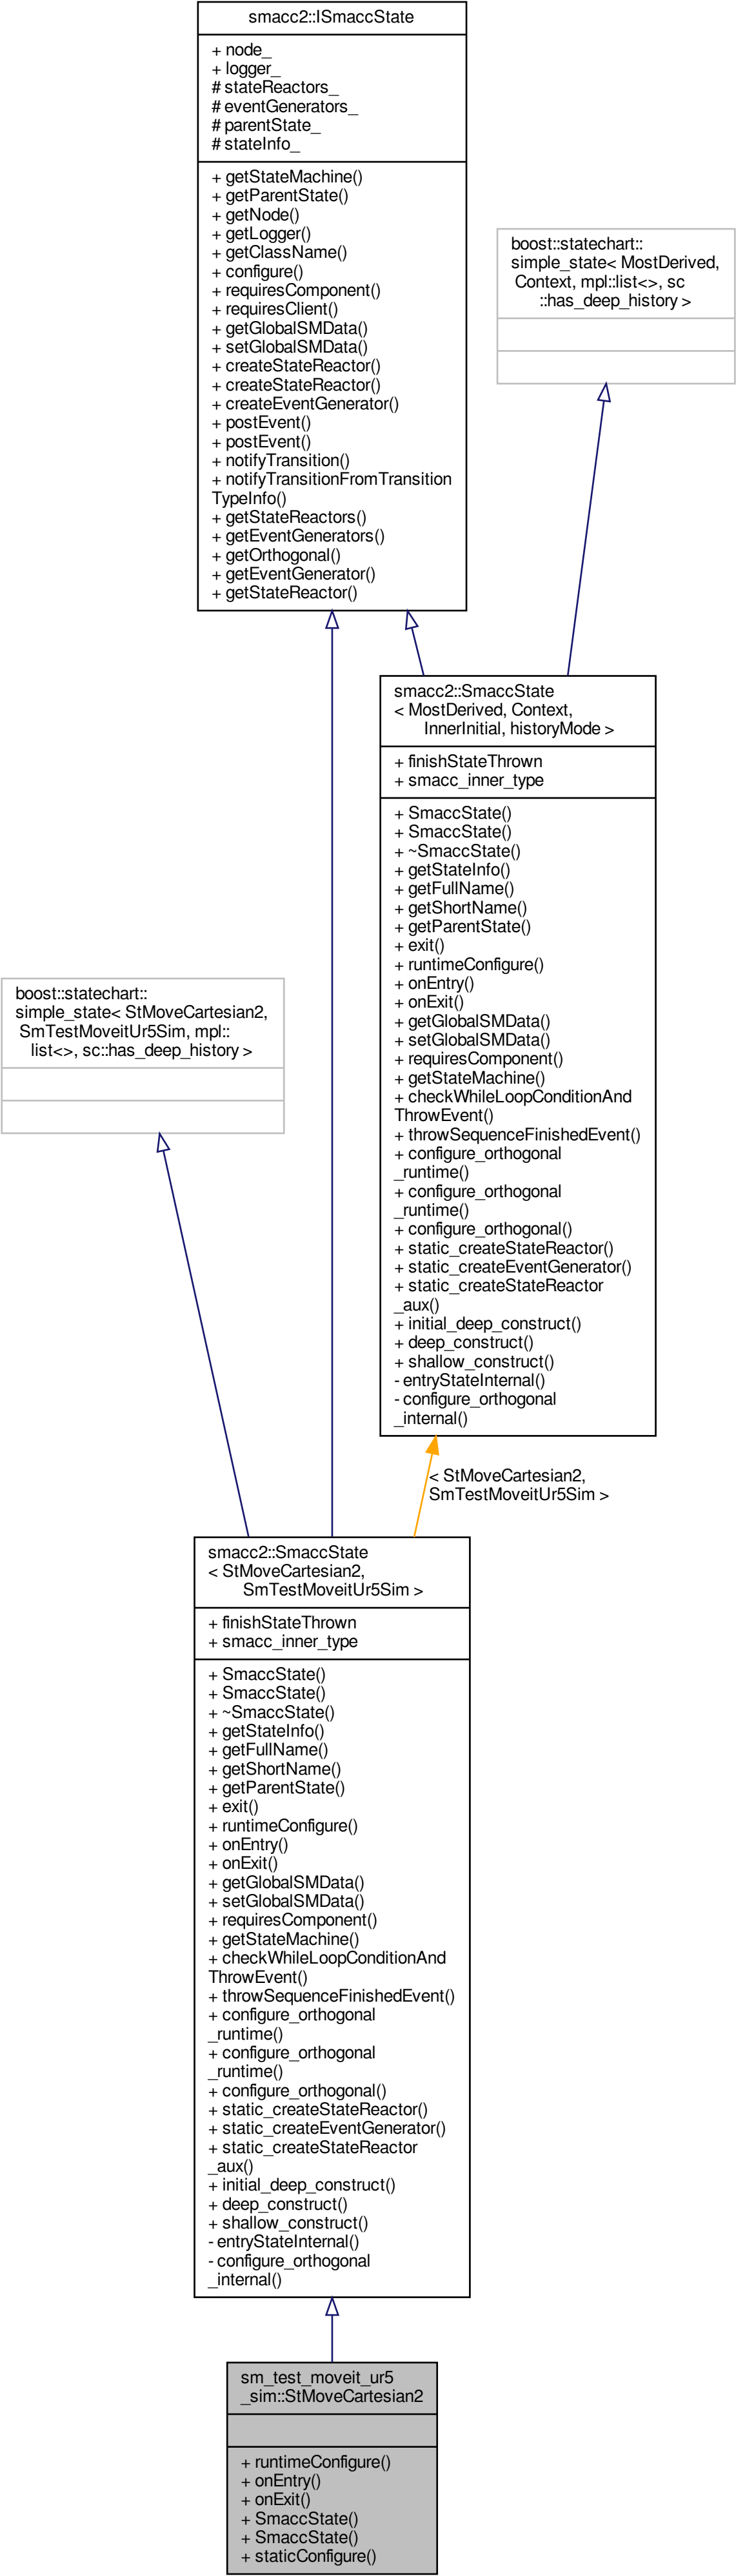 smacc2::ISmaccState
+ node_
+ logger_
# stateReactors_
# eventGenerators_
# parentState_
# stateInfo_
+ getStateMachine()
+ getParentState()
+ getNode()
+ getLogger()
+ getClassName()
+ configure()
+ requiresComponent()
+ requiresClient()
+ getGlobalSMData()
+ setGlobalSMData()
+ createStateReactor()
+ createStateReactor()
+ createEventGenerator()
+ postEvent()
+ postEvent()
+ notifyTransition()
+ notifyTransitionFromTransition
TypeInfo()
+ getStateReactors()
+ getEventGenerators()
+ getOrthogonal()
+ getEventGenerator()
+ getStateReactor()
boost::statechart::
simple_state< MostDerived,
Context, mpl::list<>, sc
::has_deep_history >
smacc2::SmaccState
< MostDerived, Context,
InnerInitial, historyMode >
+ finishStateThrown
+ smacc_inner_type
+ SmaccState()
+ SmaccState()
+ ~SmaccState()
+ getStateInfo()
+ getFullName()
+ getShortName()
+ getParentState()
+ exit()
+ runtimeConfigure()
+ onEntry()
+ onExit()
+ getGlobalSMData()
+ setGlobalSMData()
+ requiresComponent()
+ getStateMachine()
+ checkWhileLoopConditionAnd
ThrowEvent()
+ throwSequenceFinishedEvent()
+ configure_orthogonal
_runtime()
+ configure_orthogonal
_runtime()
+ configure_orthogonal()
+ static_createStateReactor()
+ static_createEventGenerator()
+ static_createStateReactor
_aux()
+ initial_deep_construct()
+ deep_construct()
+ shallow_construct()
- entryStateInternal()
- configure_orthogonal
_internal()
boost::statechart::
simple_state< StMoveCartesian2,
SmTestMoveitUr5Sim, mpl::
list<>, sc::has_deep_history >
< StMoveCartesian2,
SmTestMoveitUr5Sim >
smacc2::SmaccState
< StMoveCartesian2,
SmTestMoveitUr5Sim >
+ finishStateThrown
+ smacc_inner_type
+ SmaccState()
+ SmaccState()
+ ~SmaccState()
+ getStateInfo()
+ getFullName()
+ getShortName()
+ getParentState()
+ exit()
+ runtimeConfigure()
+ onEntry()
+ onExit()
+ getGlobalSMData()
+ setGlobalSMData()
+ requiresComponent()
+ getStateMachine()
+ checkWhileLoopConditionAnd
ThrowEvent()
+ throwSequenceFinishedEvent()
+ configure_orthogonal
_runtime()
+ configure_orthogonal
_runtime()
+ configure_orthogonal()
+ static_createStateReactor()
+ static_createEventGenerator()
+ static_createStateReactor
_aux()
+ initial_deep_construct()
+ deep_construct()
+ shallow_construct()
- entryStateInternal()
- configure_orthogonal
_internal()
sm_test_moveit_ur5
_sim::StMoveCartesian2
+ runtimeConfigure()
+ onEntry()
+ onExit()
+ SmaccState()
+ SmaccState()
+ staticConfigure()